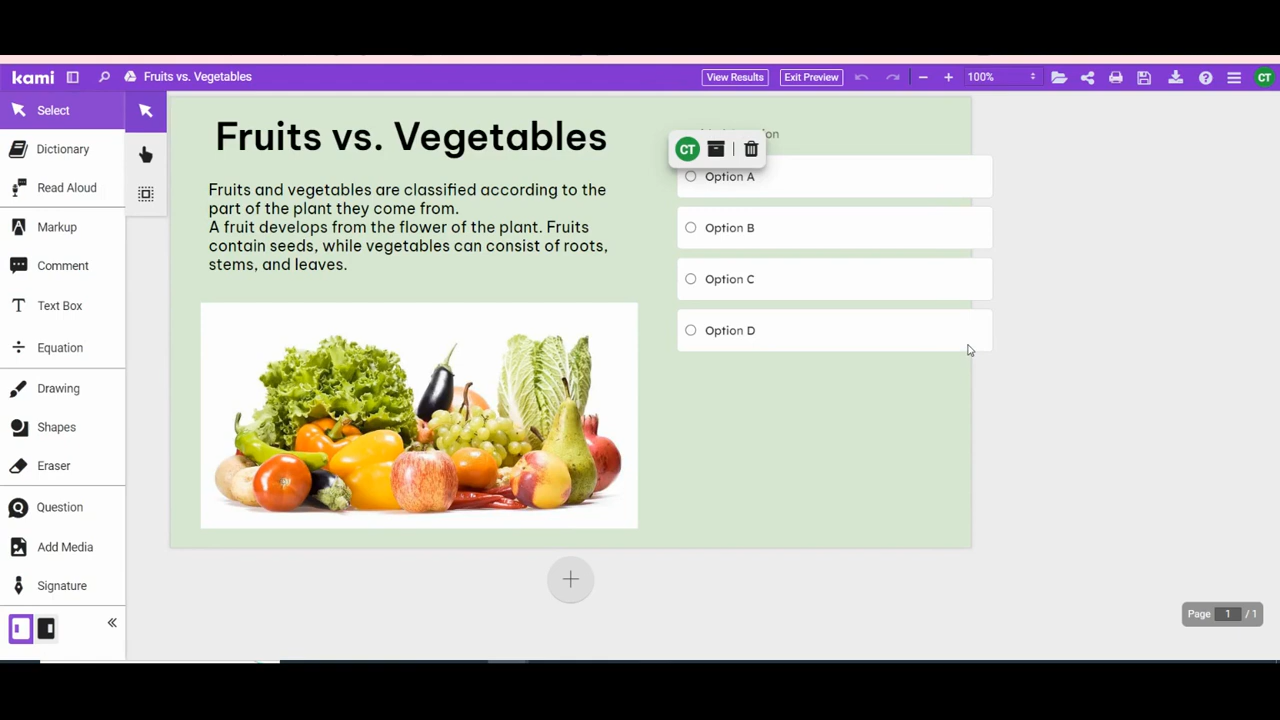 kami
Fruits vs. Vegetables
View Results
Exit Preview
100%
CT
Select
Dictionary
Read Aloud
Markup
Comment
Text Box
Equation
Drawing
Shapes
Eraser
Question
Add Media
Signature
Fruits vs. Vegetables
Fruits and vegetables are classified according to the
part of the plant they come from.
A fruit develops from the flower of the plant. Fruits
contain seeds, while vegetables can consist of roots,
stems, and leaves.
CT
Option A
Option B
Option C
Option D
Page 1 / 1